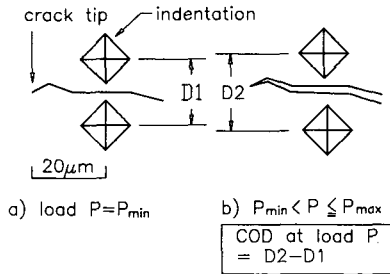 crack tip
indentation
D1
D2
20μm
a) load P=Pmin
b) Pmin< P ≦ Pmax
COD at load P.
= D2-D1